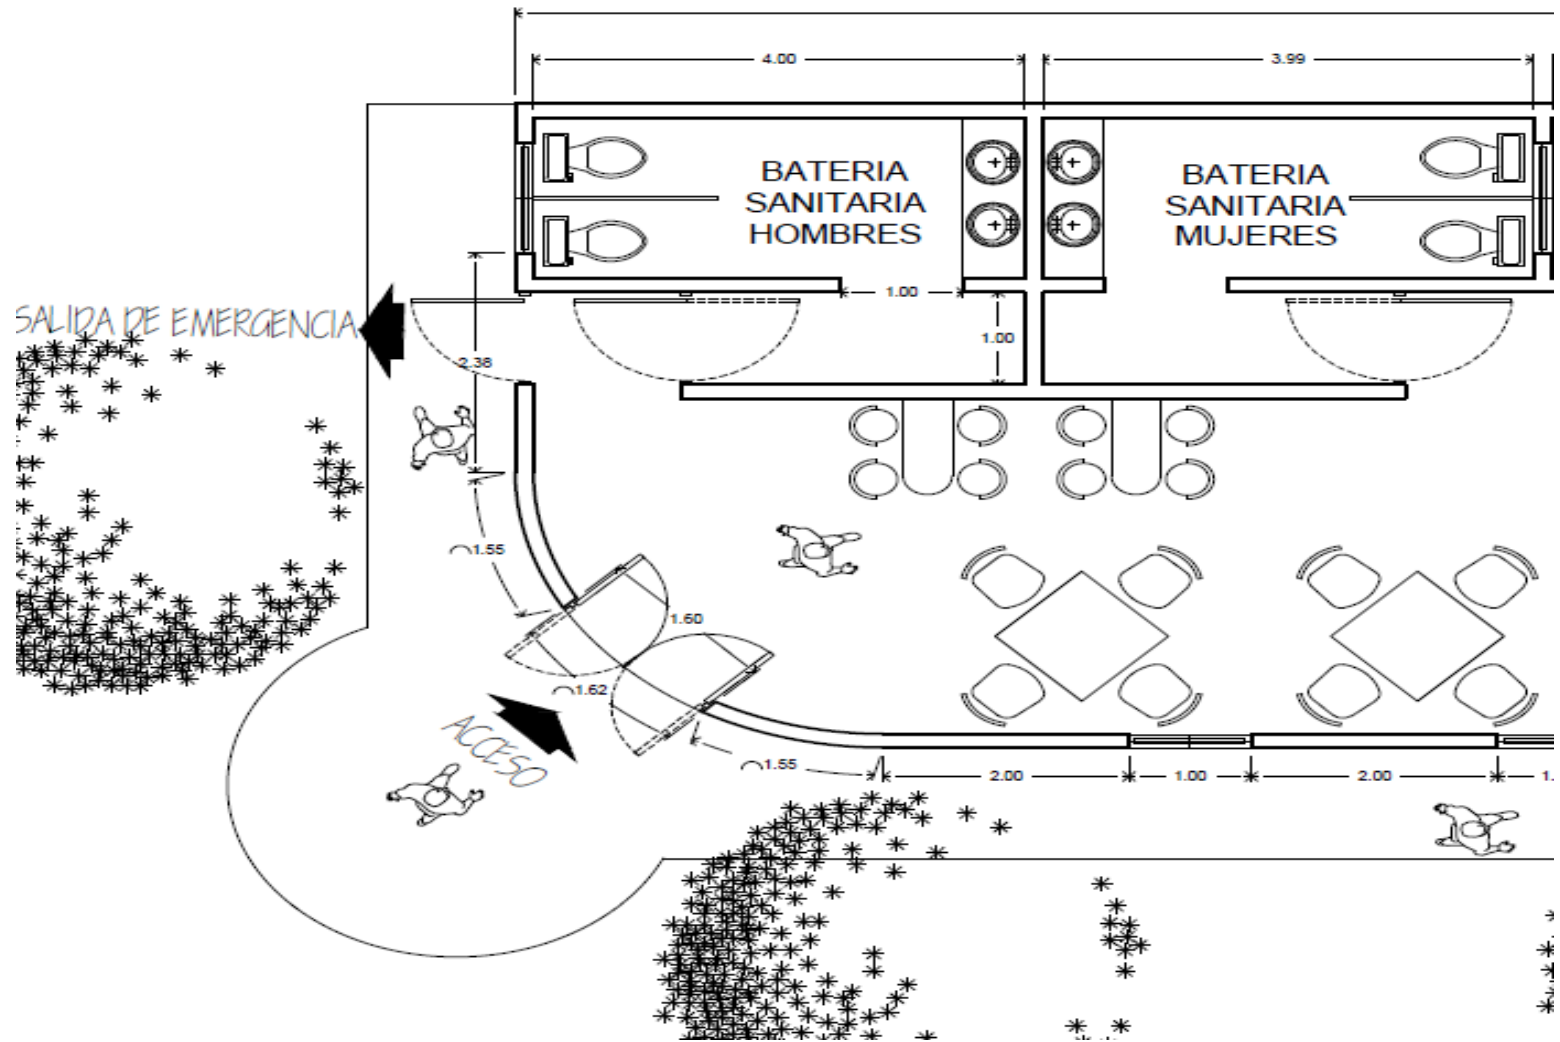 4.00
3.99
BATERIA
SANITARIA
HOMBRES
BATERIA
SANITARIA
MUJERES
1.00
SALIDA DE EMERGENCIA
1.00
2.38
1.55
1.60
1.62
ACCESO
1.55
2.00
1.00
2.00
1.